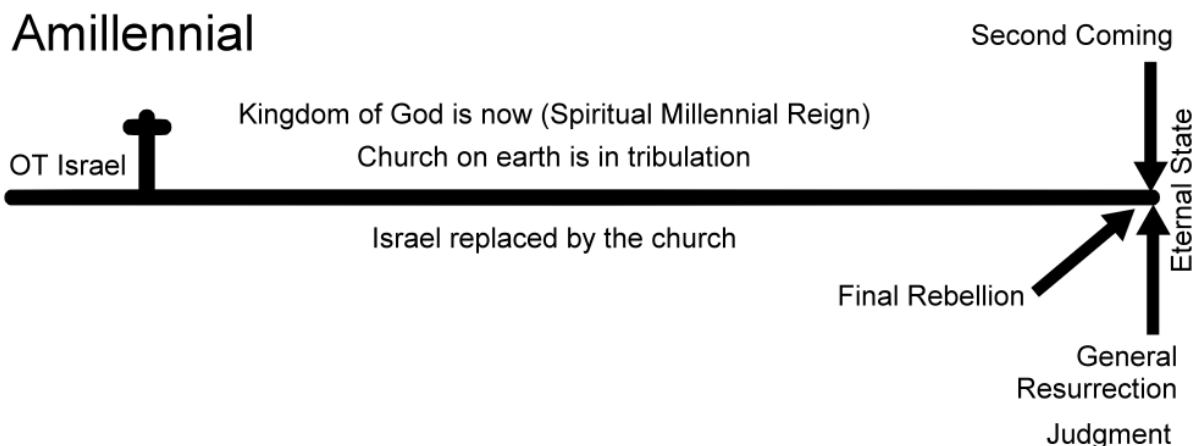 Amillennial
Second Coming
Kingdom of God is now (Spiritual Millennial Reign)
Church on earth is in tribulation
OT Israel
Eternal State
Israel replaced by the church
Final Rebellion
General
Resurrection
Judgment